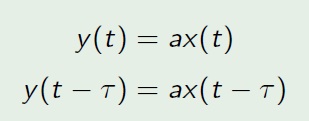 y(t) = ax(t)
y(t − τ) = ax(t − τ)